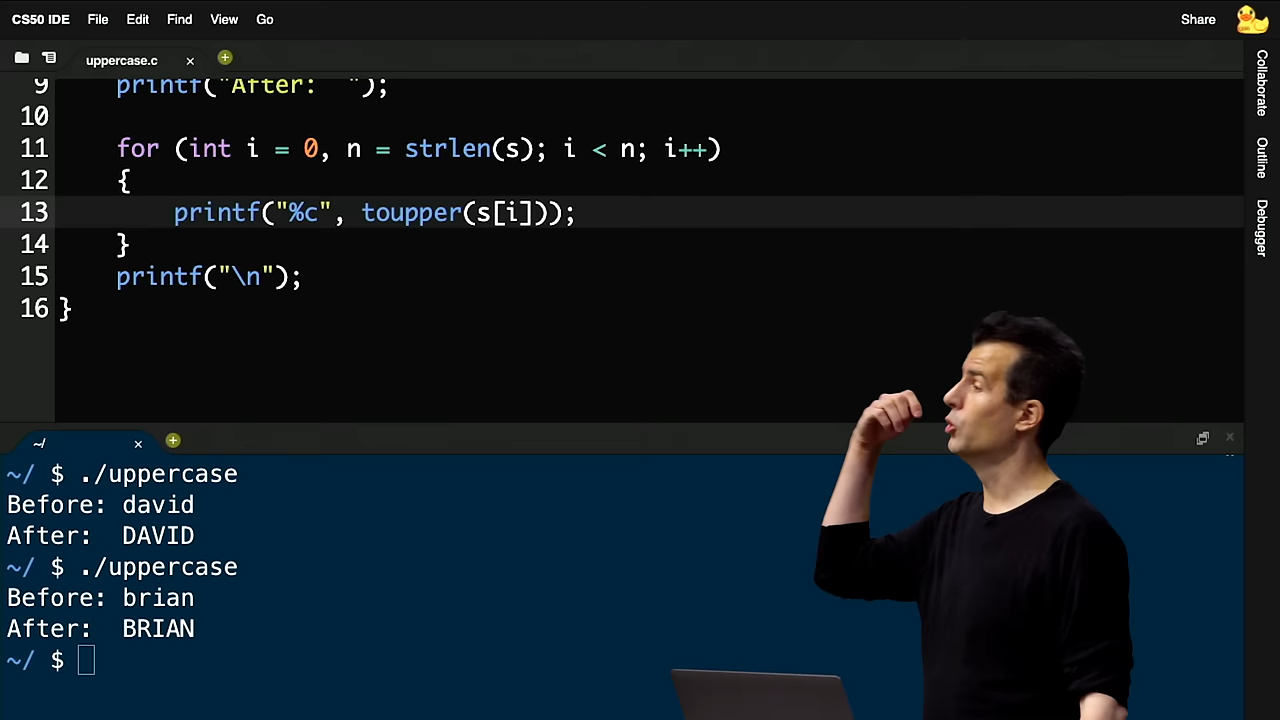 CS50 IDE File Edit Find View Go Share
uppercase.c
9 printf("After:  ");
10
11 for (int i = 0, n = strlen(s); i < n; i++)
12 {
13 printf("%c", toupper(s[i]));
14 }
15 printf("\n");
16 }
Collaborate
Outline
Debugger
~/
~/ $ ./uppercase
Before: david
After:  DAVID
~/ $ ./uppercase
Before: brian
After:  BRIAN
~/ $